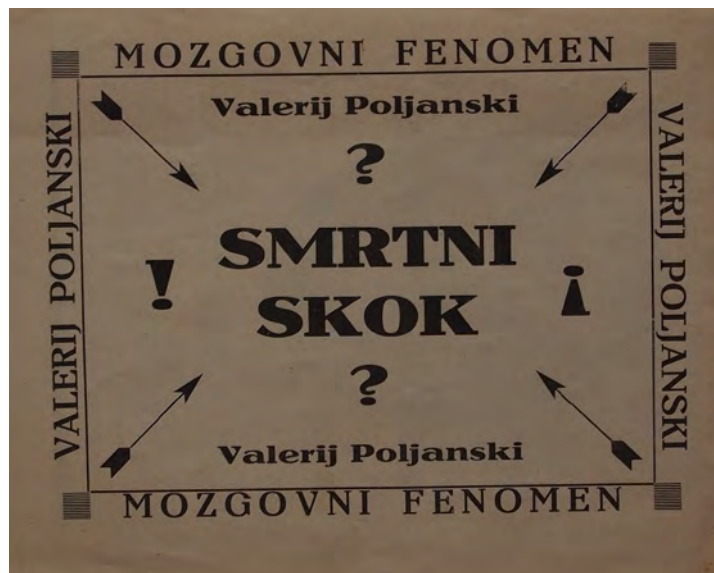 MOZGOVNI FENOMEN
Valerij Poljanski
?
SMRTNI
! ¡
SKOK
?
Valerij Poljanski
MOZGOVNI FENOMEN
VALERIJ POLJANSKI
VALERIJ POLJANSKI